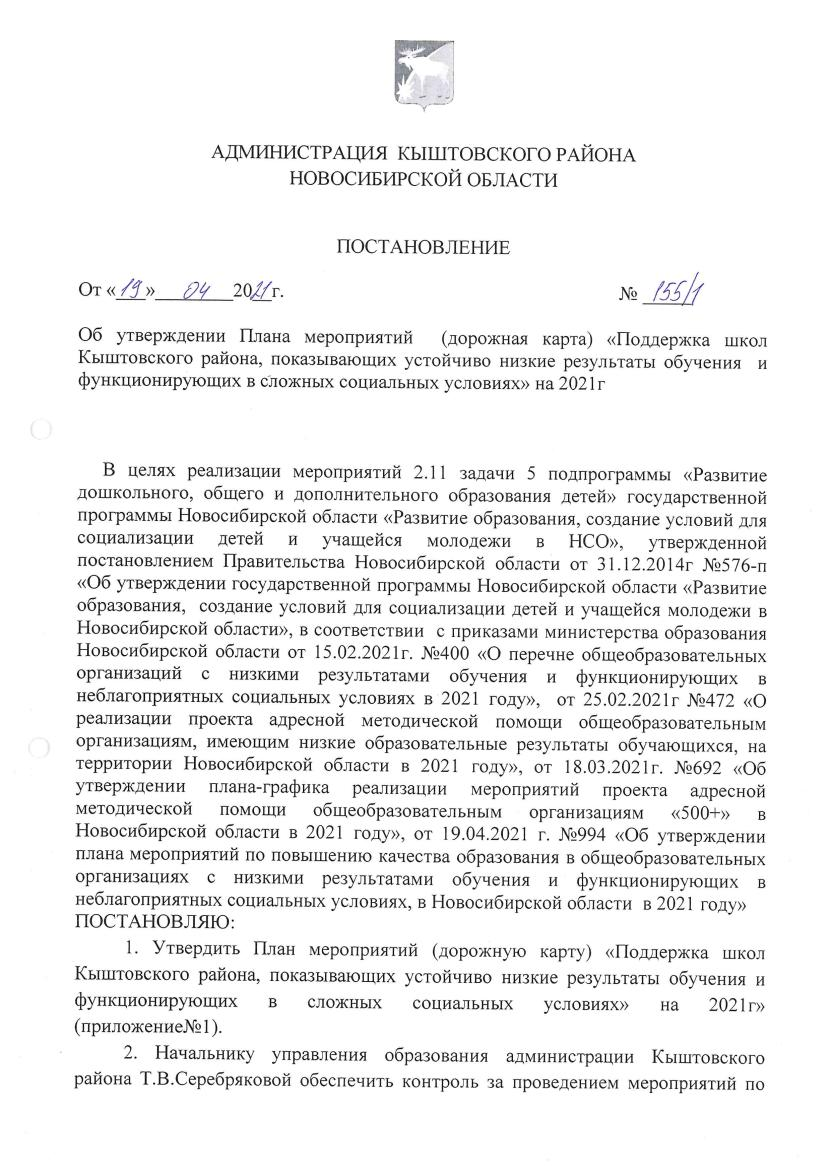 АДМИНИСТРАЦИЯ КЫШТОВСКОГО РАЙОНА
НОВОСИБИРСКОЙ ОБЛАСТИ
ПОСТАНОВЛЕНИЕ
От «19» 04 2021г. № 155/1
Об утверждении Плана мероприятий (дорожная карта) «Поддержка школ
Кыштовского района, показывающих устойчиво низкие результаты обучения и
функционирующих в сложных социальных условиях» на 2021г
В целях реализации мероприятий 2.11 задачи 5 подпрограммы «Развитие
дошкольного, общего и дополнительного образования детей» государственной
программы Новосибирской области «Развитие образования, создание условий для
социализации детей и учащейся молодежи в НСО», утвержденной
постановлением Правительства Новосибирской области от 31.12.2014г №576-п
«Об утверждении государственной программы Новосибирской области «Развитие
образования, создание условий для социализации детей и учащейся молодежи в
Новосибирской области», в соответствии с приказами министерства образования
Новосибирской области от 15.02.2021г. №400 «О перечне общеобразовательных
организаций с низкими результатами обучения и функционирующих в
неблагоприятных социальных условиях в 2021 году», от 25.02.2021г №472 «О
реализации проекта адресной методической помощи общеобразовательным
организациям, имеющим низкие образовательные результаты обучающихся, на
территории Новосибирской области в 2021 году», от 18.03.2021г. №692 «Об
утверждении плана-графика реализации мероприятий проекта адресной
методической помощи общеобразовательным организациям «500+» в
Новосибирской области в 2021 году», от 19.04.2021 г. №994 «Об утверждении
плана мероприятий по повышению качества образования в общеобразовательных
организациях с низкими результатами обучения и функционирующих в
неблагоприятных социальных условиях, в Новосибирской области в 2021 году»
ПОСТАНОВЛЯЮ:
1. Утвердить План мероприятий (дорожную карту) «Поддержка школ
Кыштовского района, показывающих устойчиво низкие результаты обучения и
функционирующих в сложных социальных условиях» на 2021г»
(приложение№1).
2. Начальнику управления образования администрации Кыштовского
района Т.В.Серебряковой обеспечить контроль за проведением мероприятий по